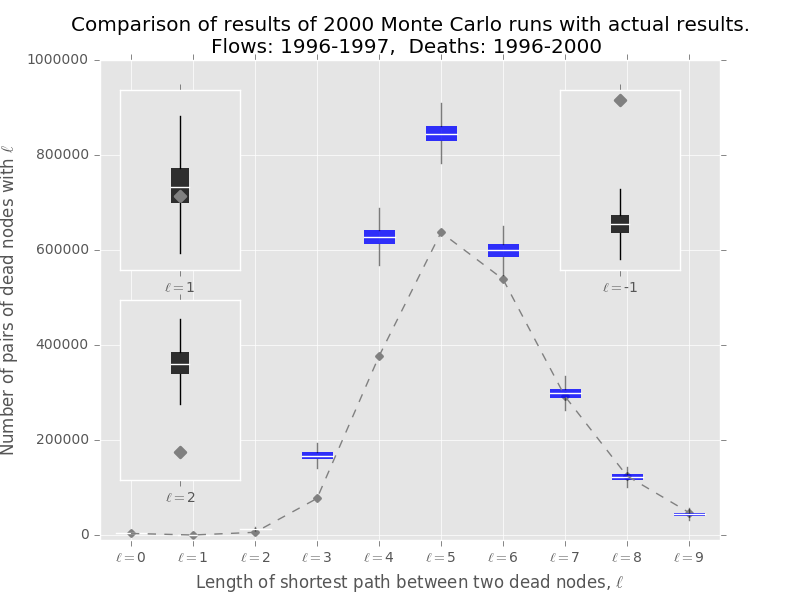 Comparison of results of 2000 Monte Carlo runs with actual results.
Flows: 1996-1997,  Deaths: 1996-2000
Number of pairs of dead nodes with ℓ
1000000
800000
600000
400000
200000
0
ℓ=1
ℓ=2
ℓ=-1
ℓ=0 ℓ=1 ℓ=2 ℓ=3 ℓ=4 ℓ=5 ℓ=6 ℓ=7 ℓ=8 ℓ=9
Length of shortest path between two dead nodes, ℓ